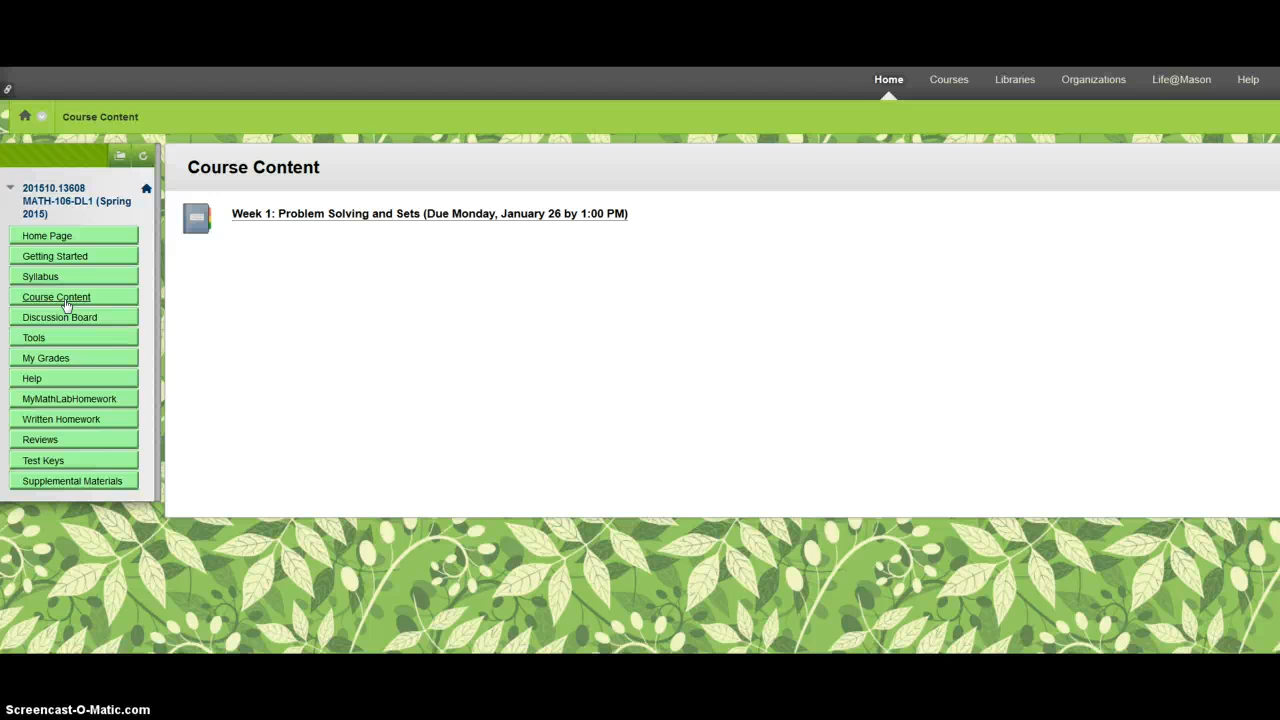 Home Courses Libraries Organizations Life@Mason Help
Course Content
201510.13608
MATH-106-DL1 (Spring
2015)
Home Page
Getting Started
Syllabus
Course Content
Discussion Board
Tools
My Grades
Help
MyMathLabHomework
Written Homework
Reviews
Test Keys
Supplemental Materials
Course Content
Week 1: Problem Solving and Sets (Due Monday, January 26 by 1:00 PM)
Screencast-O-Matic.com